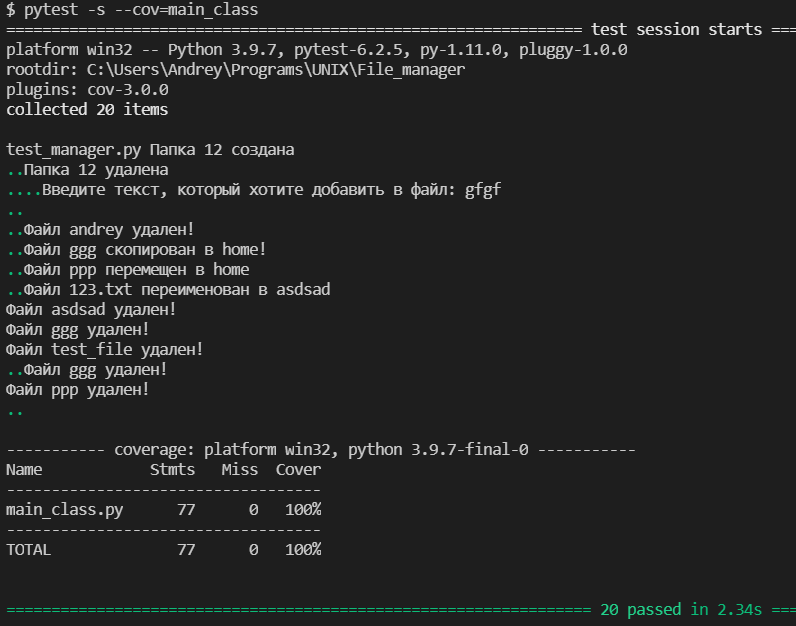 $ pytest -s --cov=main_class
================================================================ test session starts ===
platform win32 -- Python 3.9.7, pytest-6.2.5, py-1.11.0, pluggy-1.0.0
rootdir: C:\Users\Andrey\Programs\UNIX\File_manager
plugins: cov-3.0.0
collected 20 items

test_manager.py Папка 12 создана
..Папка 12 удалена
....Введите текст, который хотите добавить в файл: gfgf
..
..Файл andrey удален!
..Файл ggg скопирован в home!
..Файл ppp перемещен в home
..Файл 123.txt переименован в asdsad
Файл asdsad удален!
Файл ggg удален!
Файл test_file удален!
..Файл ggg удален!
Файл ppp удален!
..

----------- coverage: platform win32, python 3.9.7-final-0 -----------
Name            Stmts   Miss  Cover
-----------------------------------
main_class.py      77      0   100%
-----------------------------------
TOTAL              77      0   100%


================================================================= 20 passed in 2.34s ===